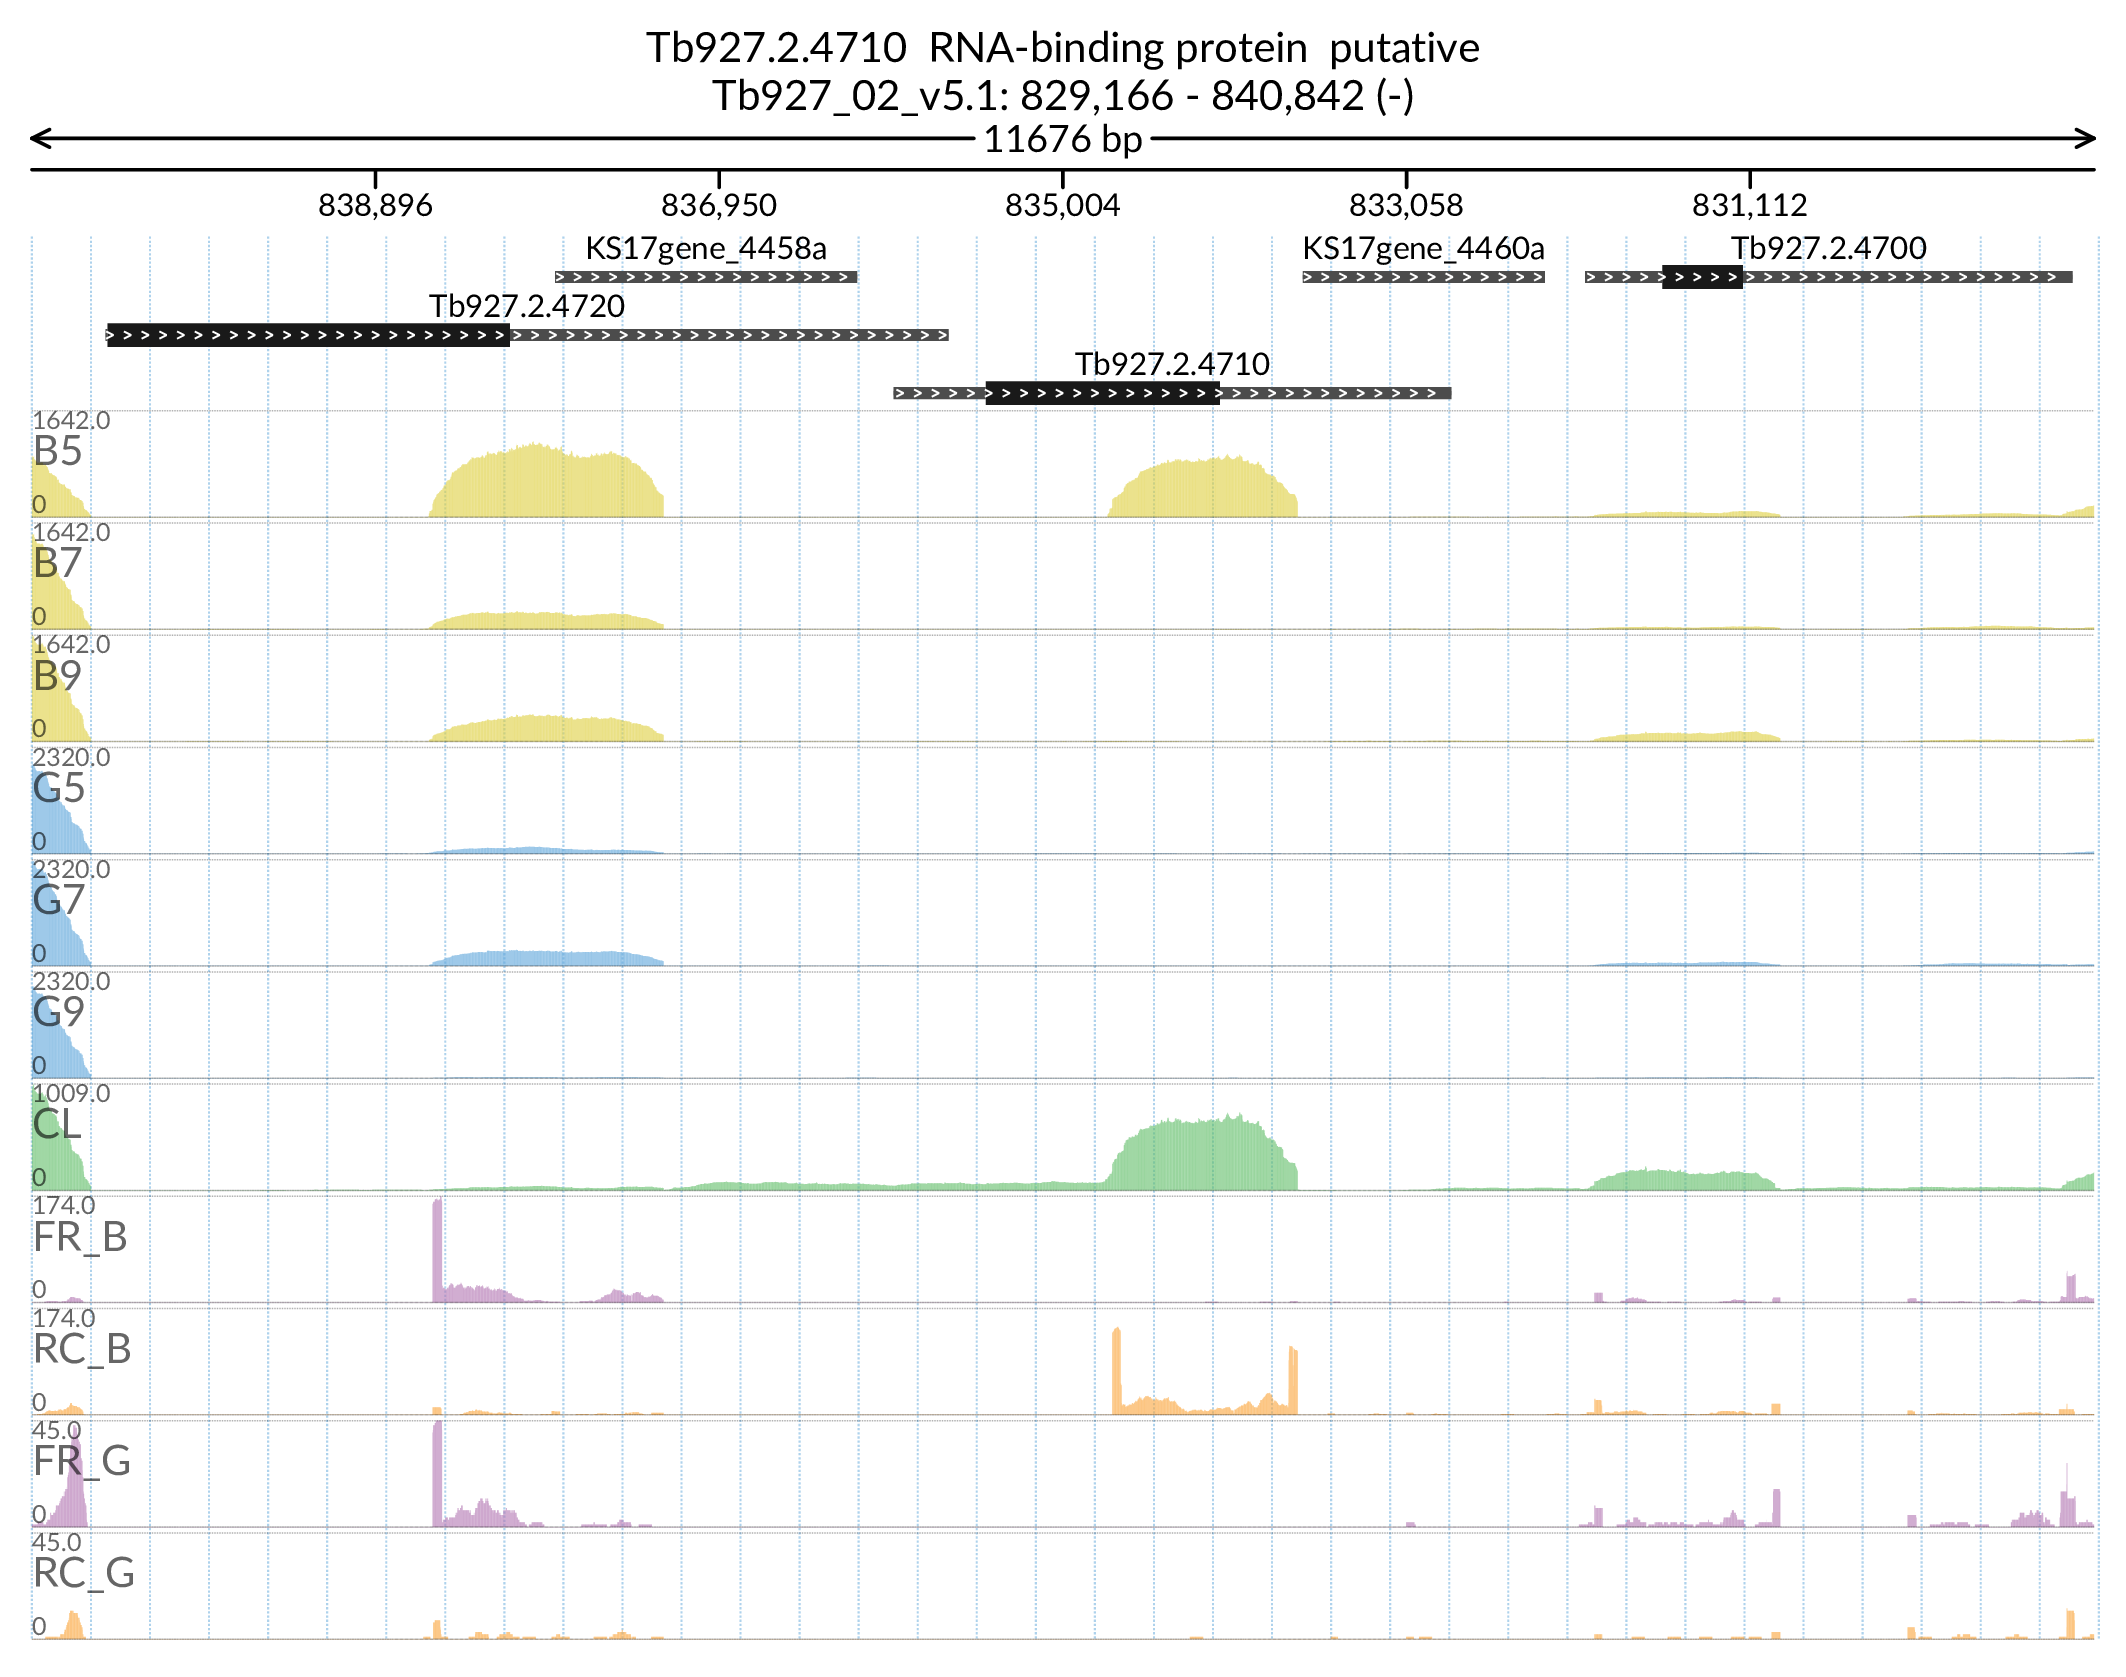 Tb927.2.4710  RNA-binding protein  putative
Tb927_02_v5.1: 829,166 - 840,842 (-)
11676 bp
838,896 836,950 835,004 833,058 831,112
KS17gene_4458a KS17gene_4460a Tb927.2.4700
Tb927.2.4720
Tb927.2.4710
1642.0
B5
0
1642.0
B7
0
1642.0
B9
0
2320.0
G5
0
2320.0
G7
0
2320.0
G9
0
1009.0
CL
0
174.0
FR_B
0
174.0
RC_B
0
45.0
FR_G
0
45.0
RC_G
0